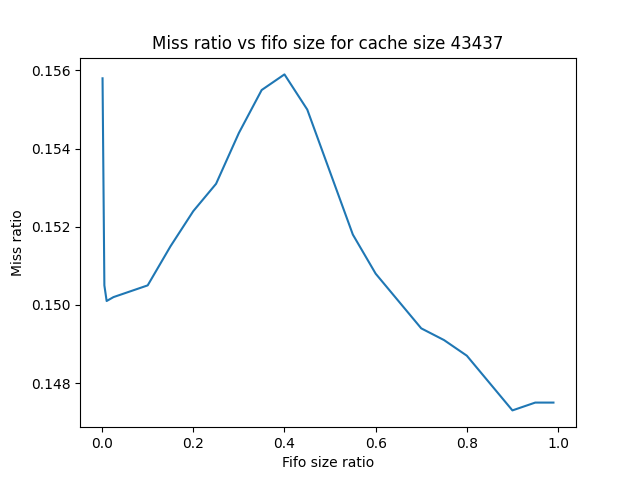 Miss ratio vs fifo size for cache size 43437
0.156
0.154
0.152
0.150
0.148
Miss ratio
0.0 0.2 0.4 0.6 0.8 1.0
Fifo size ratio